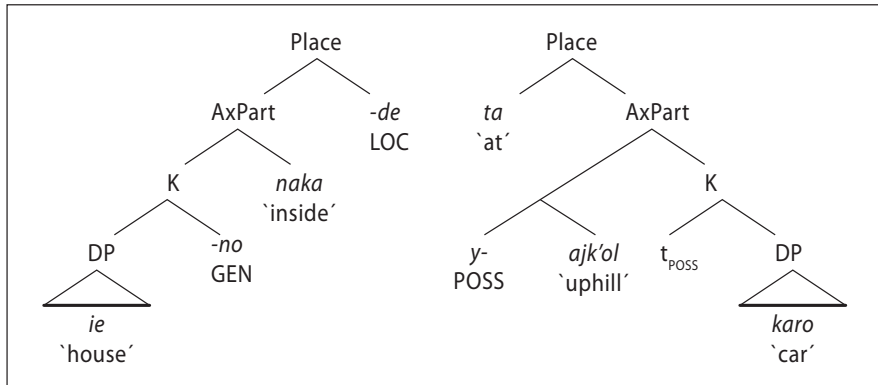 Place Place
AxPart -de ta AxPart
LOC `at´
K naka K
`inside´
DP -no y- ajk’ol t_POSS DP
GEN POSS `uphill´
ie karo
`house´ `car´